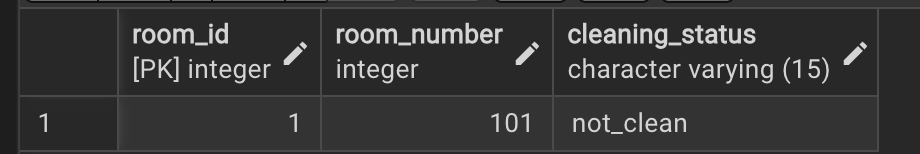 room_id room_number cleaning_status
[PK] integer integer character varying (15)
1 1 101 not_clean